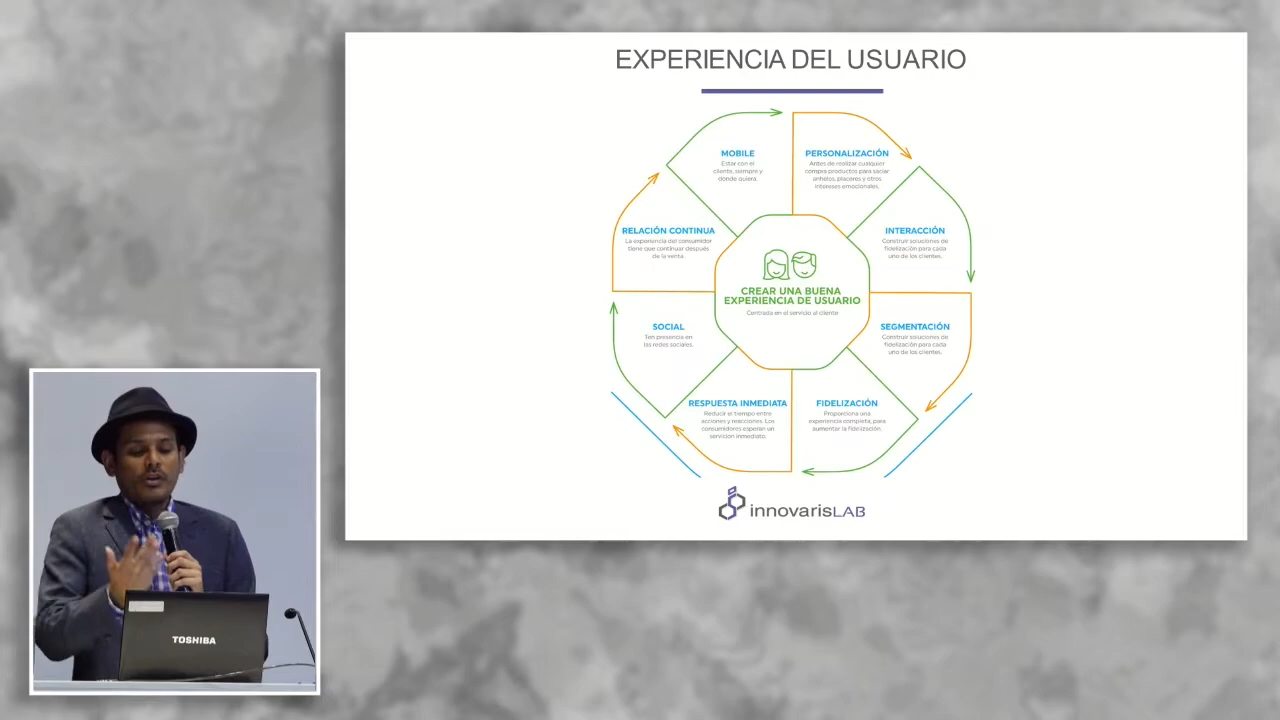 EXPERIENCIA DEL USUARIO
MOBILE
Estar con el
cliente, siempre y
donde quiera.
PERSONALIZACIÓN
Antes de realizar cualquier
compra productos para saciar
anhelos, placeres y otros
intereses emocionales.
RELACIÓN CONTINUA
La experiencia del consumidor
tiene que continuar después
de la venta.
INTERACCIÓN
Construir soluciones de
fidelización para cada
uno de los clientes.
CREAR UNA BUENA
EXPERIENCIA DE USUARIO
Centrada en el servicio al cliente
SOCIAL
Ten presencia en
las redes sociales.
SEGMENTACIÓN
Construir soluciones de
fidelización para cada
uno de los clientes.
RESPUESTA INMEDIATA
Reducir el tiempo entre
acciones y reacciones. Los
consumidores esperan un
servicion inmediato.
FIDELIZACIÓN
Proporciona una
experiencia completa, para
aumentar la fidelización.
innovarisLAB
TOSHIBA